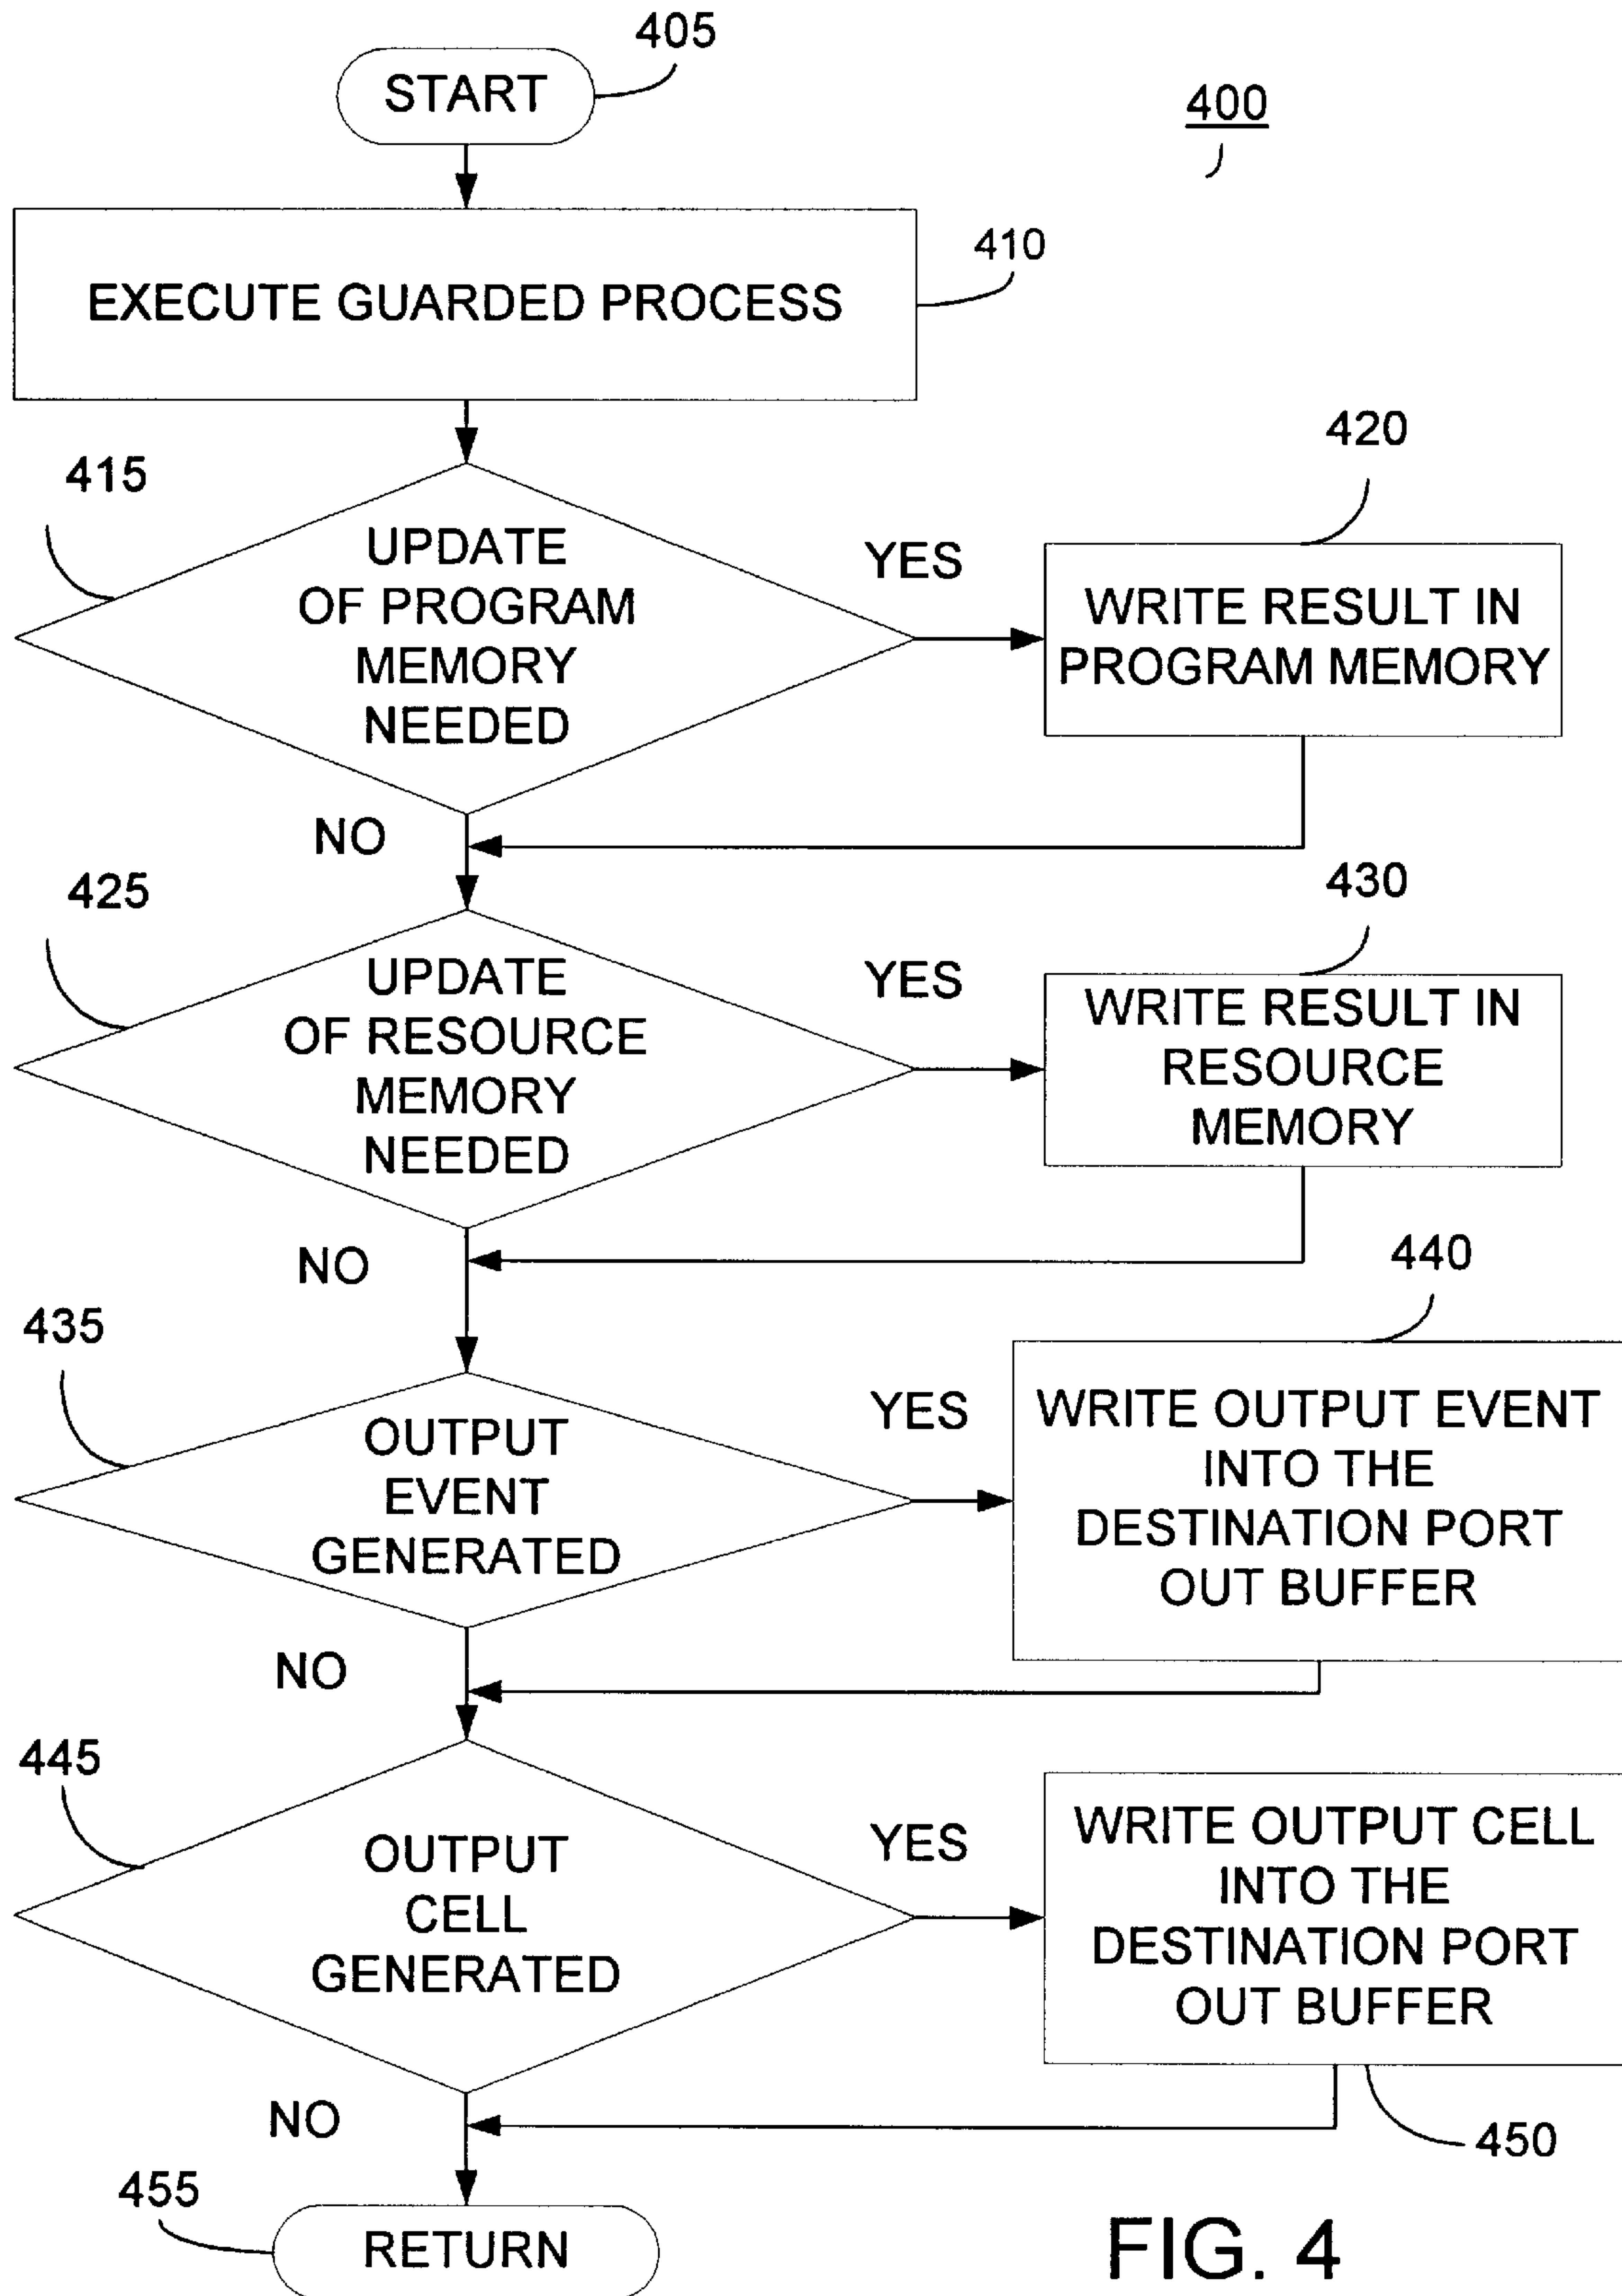 405
START
400
410
EXECUTE GUARDED PROCESS
415
420
UPDATE
OF PROGRAM
MEMORY
NEEDED
YES
WRITE RESULT IN
PROGRAM MEMORY
NO
425
430
UPDATE
OF RESOURCE
MEMORY
NEEDED
YES
WRITE RESULT IN
RESOURCE
MEMORY
NO
435
440
OUTPUT
EVENT
GENERATED
YES
WRITE OUTPUT EVENT
INTO THE
DESTINATION PORT
OUT BUFFER
NO
445
OUTPUT
CELL
GENERATED
YES
WRITE OUTPUT CELL
INTO THE
DESTINATION PORT
OUT BUFFER
NO
450
455
RETURN
FIG. 4